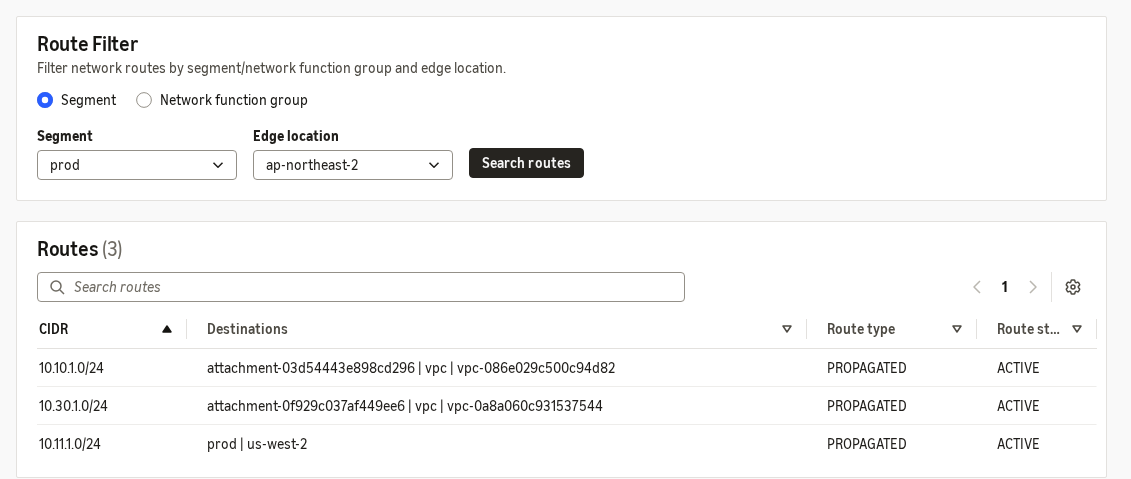 Route Filter
Filter network routes by segment/network function group and edge location.
Segment Network function group
Segment Edge location
prod ap-northeast-2 Search routes
Routes (3)
Search routes 1
CIDR Destinations Route type Route st...
10.10.1.0/24 attachment-03d54443e898cd296 | vpc | vpc-086e029c500c94d82 PROPAGATED ACTIVE
10.30.1.0/24 attachment-0f929c037af449ee6 | vpc | vpc-0a8a060c931537544 PROPAGATED ACTIVE
10.11.1.0/24 prod | us-west-2 PROPAGATED ACTIVE